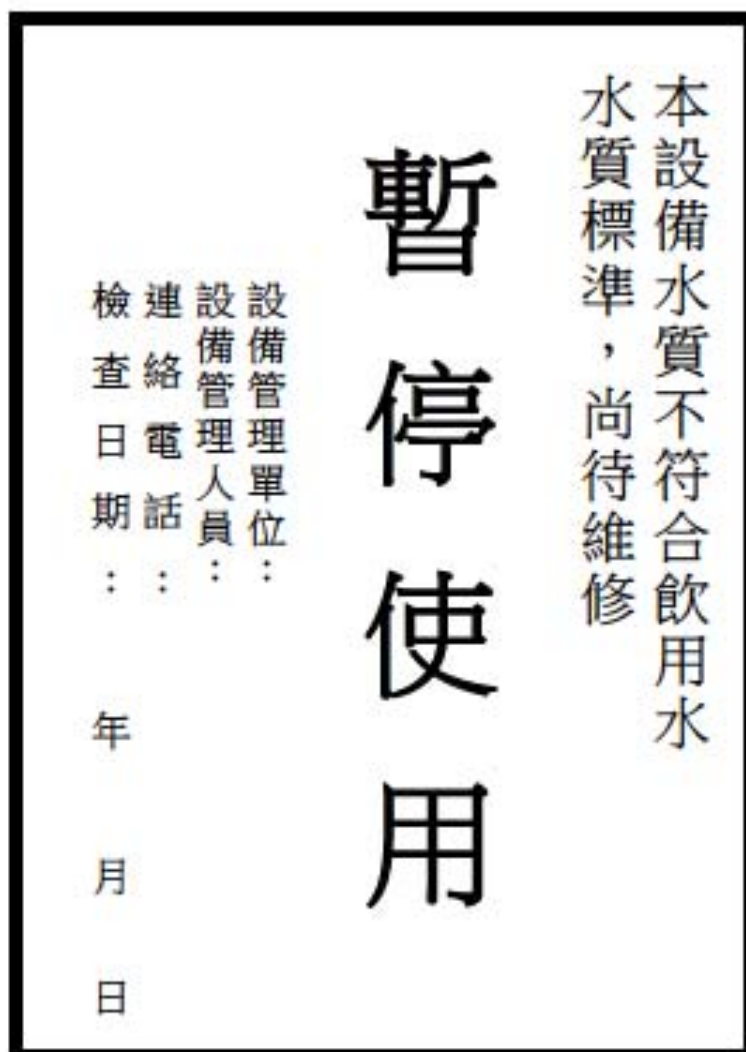 本設備水質不符合飲用水
水質標準，尚待維修
暫停使用
設備管理單位：
設備管理人員：
連絡電話：
檢查日期：　年　月　日